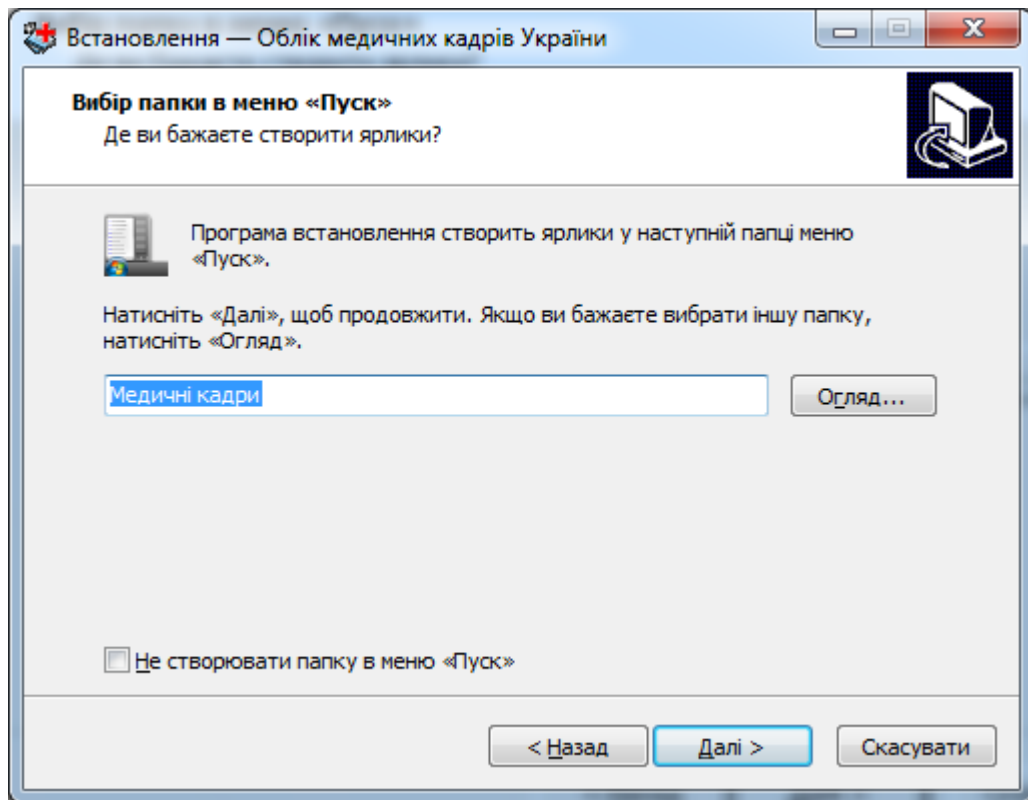 Встановлення — Облік медичних кадрів України
Вибір папки в меню «Пуск»
Де ви бажаєте створити ярлики?
Програма встановлення створить ярлики у наступній папці меню
«Пуск».
Натисніть «Далі», щоб продовжити. Якщо ви бажаєте вибрати іншу папку,
натисніть «Огляд».
Медичні кадри
Огляд...
Не створювати папку в меню «Пуск»
< Назад
Далі >
Скасувати